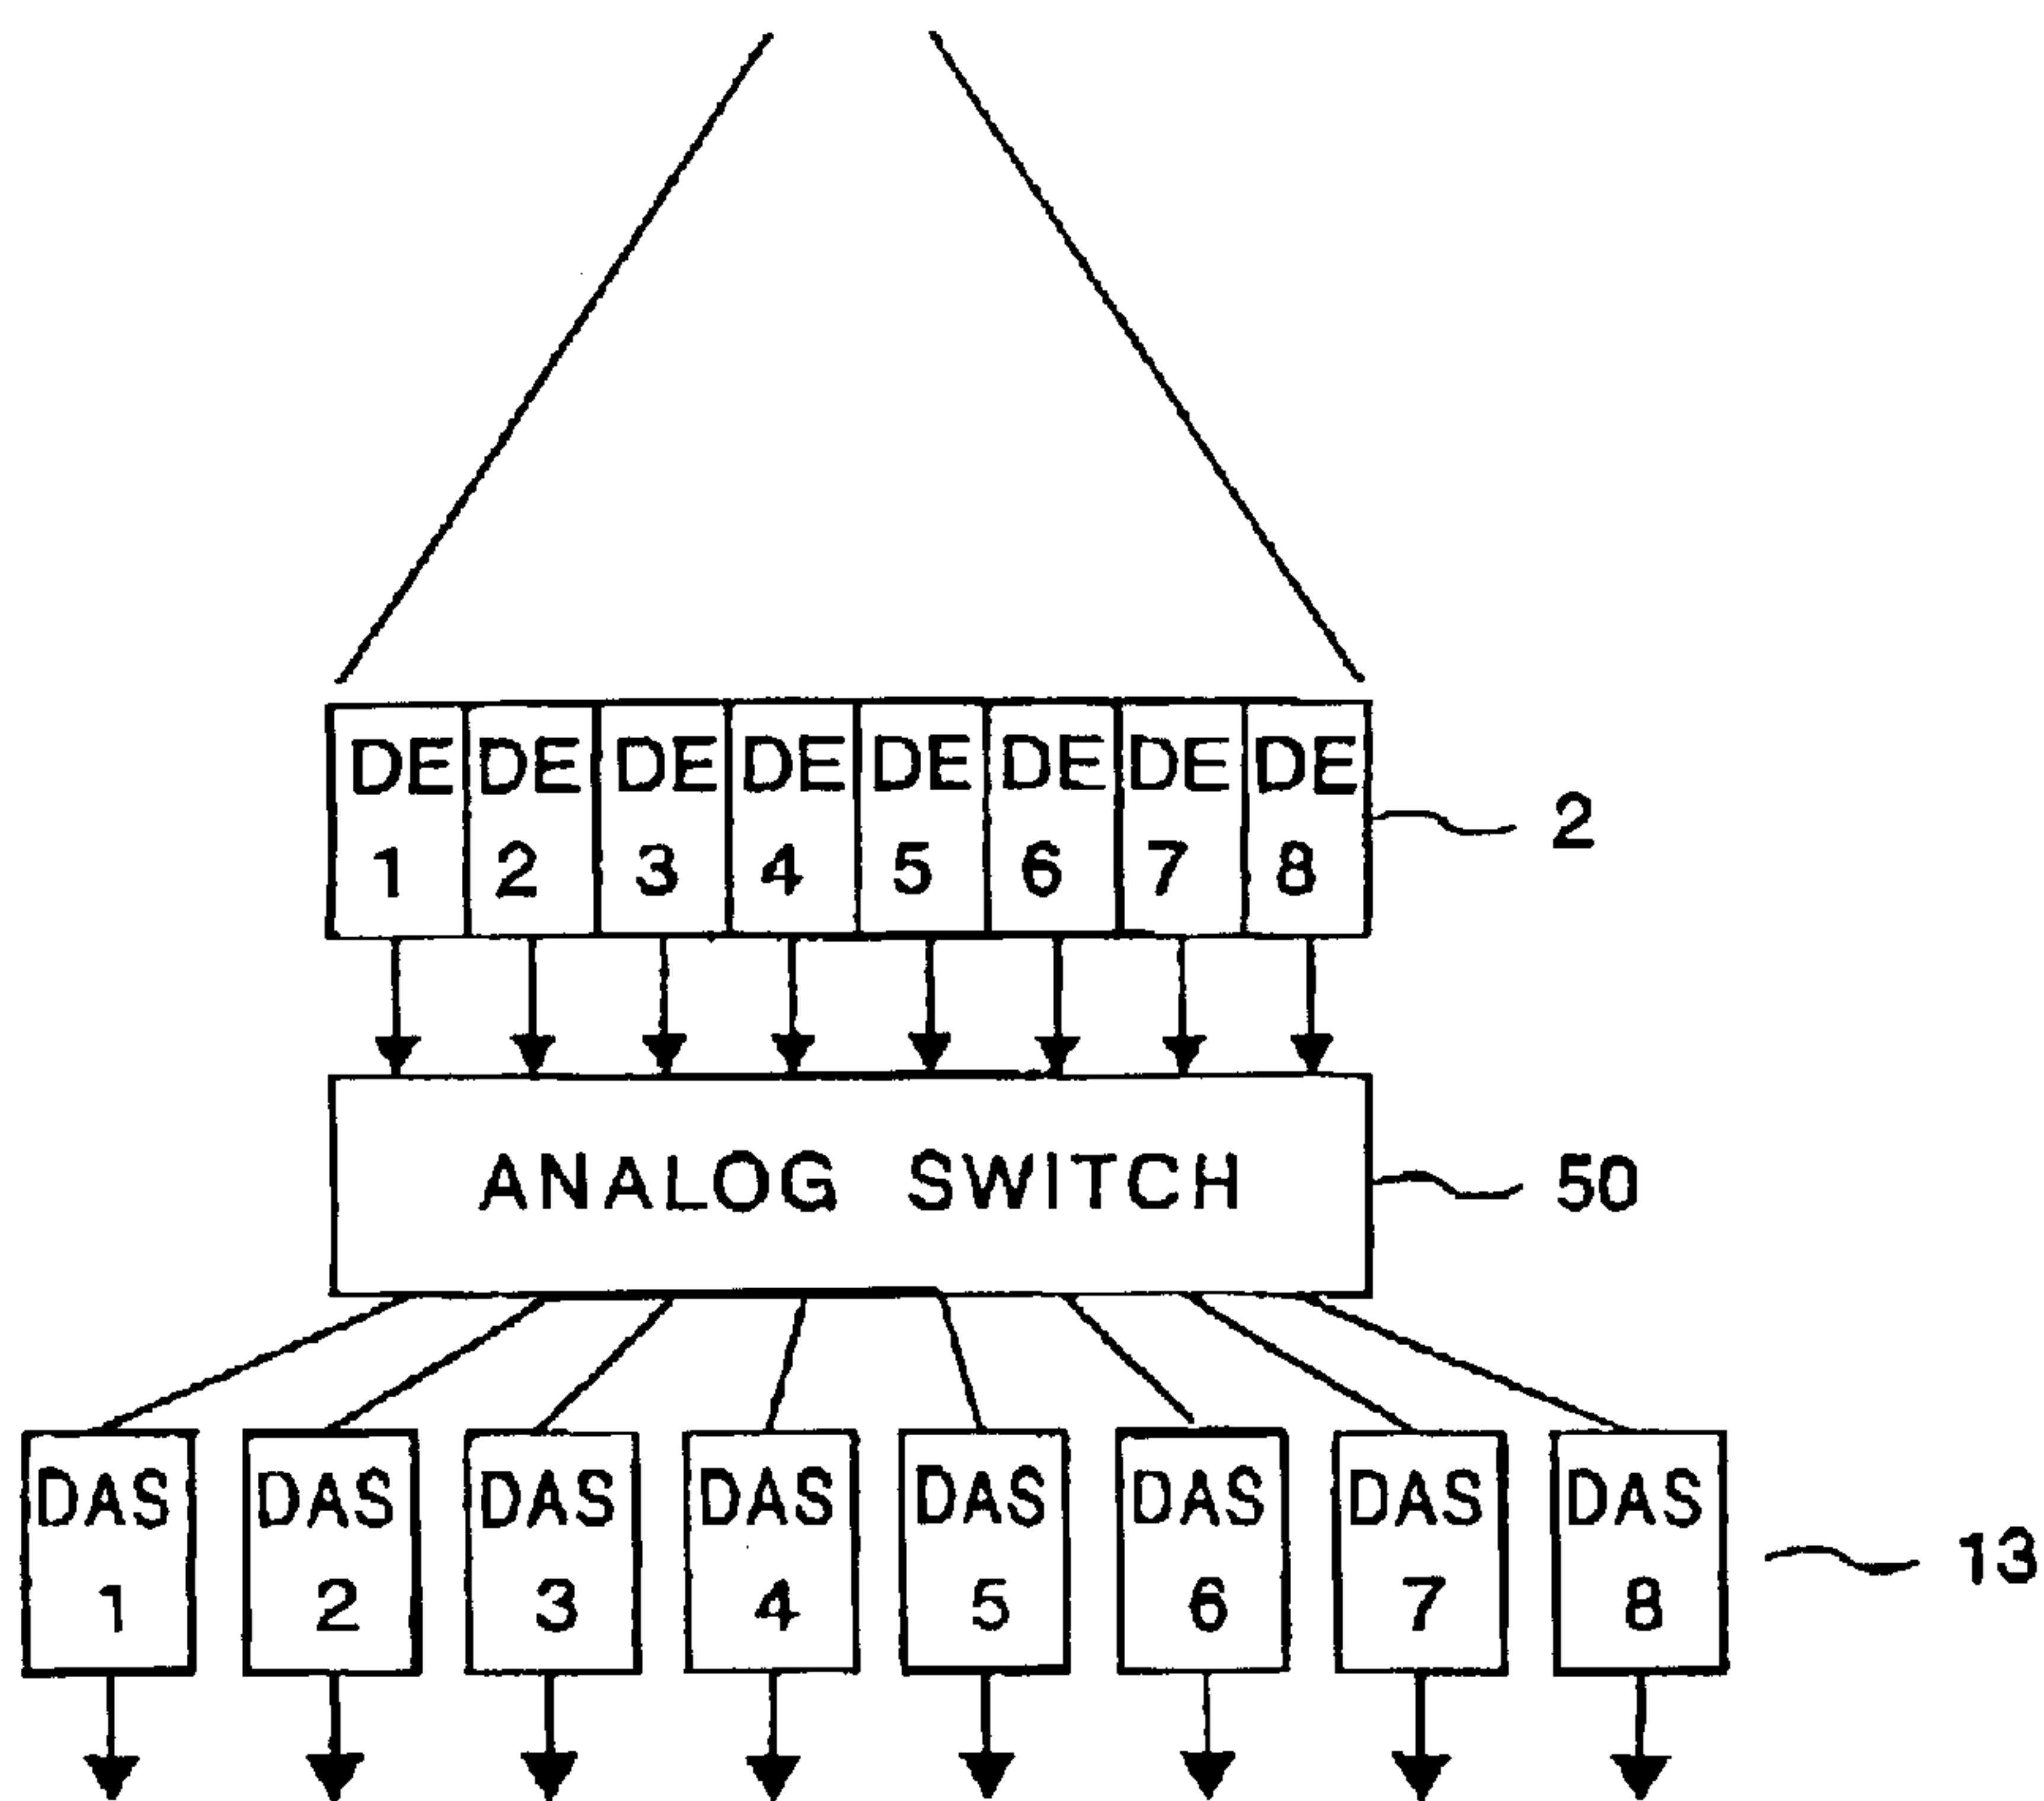 DE DE DE DE DE DE DE DE
1 2 3 4 5 6 7 8
2
ANALOG SWITCH
50
DAS DAS DAS DAS DAS DAS DAS DAS
1 2 3 4 5 6 7 8
13